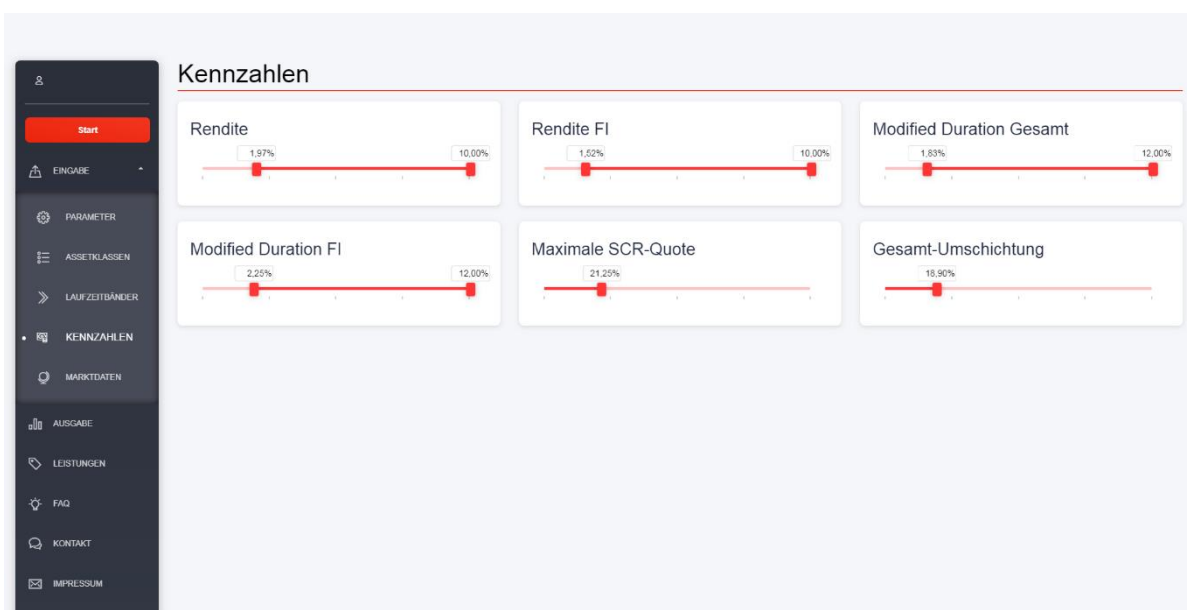 Start
EINGABE
PARAMETER
ASSETKLASSEN
LAUFZEITBÄNDER
KENNZAHLEN
MARKTDATEN
AUSGABE
LEISTUNGEN
FAQ
KONTAKT
IMPRESSUM
Kennzahlen
Rendite
1,97% 10,00%
Rendite FI
1,52% 10,00%
Modified Duration Gesamt
1,83% 12,00%
Modified Duration FI
2,25% 12,00%
Maximale SCR-Quote
21,25%
Gesamt-Umschichtung
18,90%